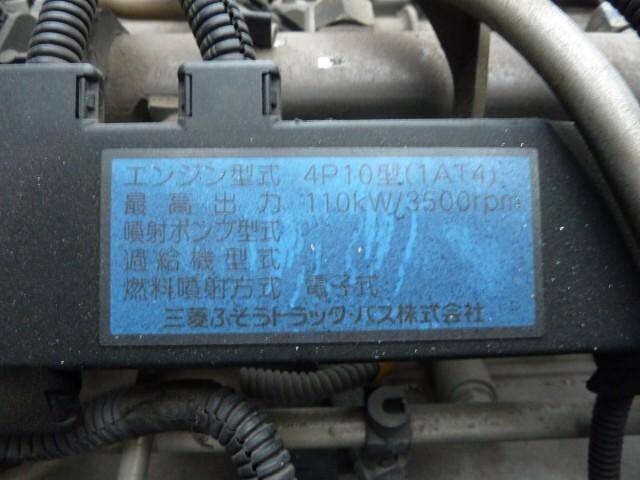 エンジン型式 4P10型(1AT4)
最高出力 110kW/3500rpm
噴射ポンプ型式
過給機型式
燃料噴射方式 電子式
三菱ふそうトラック・バス株式会社